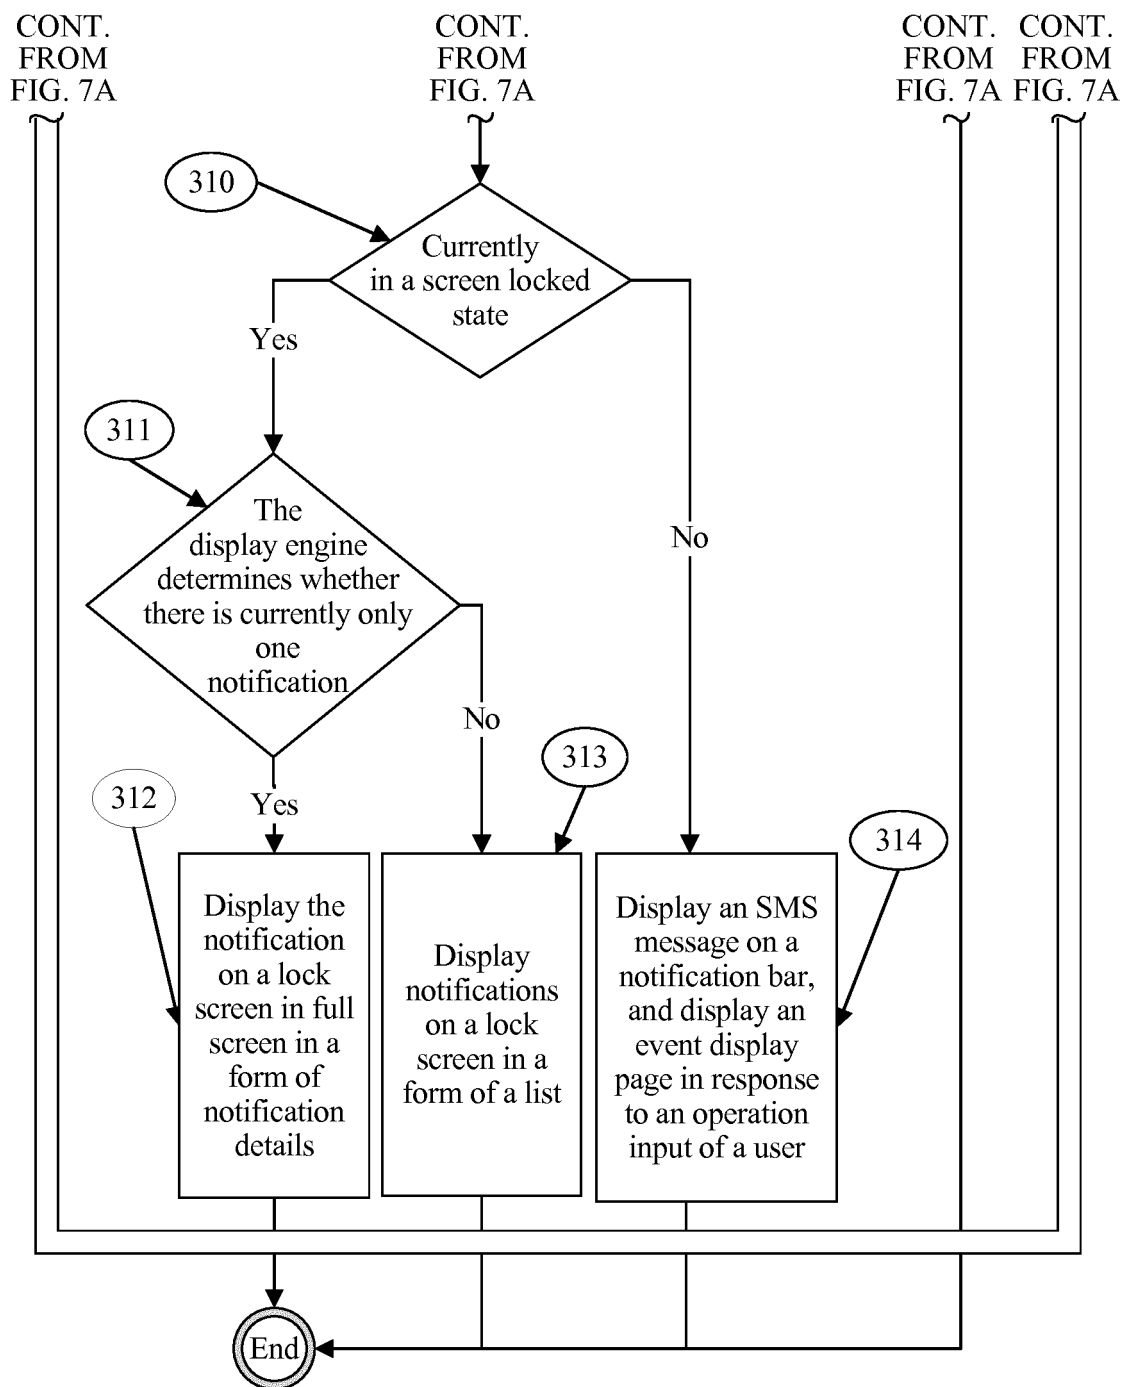 CONT.
FROM
FIG. 7A
CONT.
FROM
FIG. 7A
CONT.
FROM
FIG. 7A
CONT.
FROM
FIG. 7A
310
Currently
in a screen locked
state
Yes
311
The
display engine
determines whether
there is currently only
one
notification
No
No
313
312
Yes
314
Display the
notification
on a lock
screen in full
screen in a
form of
notification
details
Display
notifications
on a lock
screen in a
form of a list
Display an SMS
message on a
notification bar,
and display an
event display
page in response
to an operation
input of a user
End